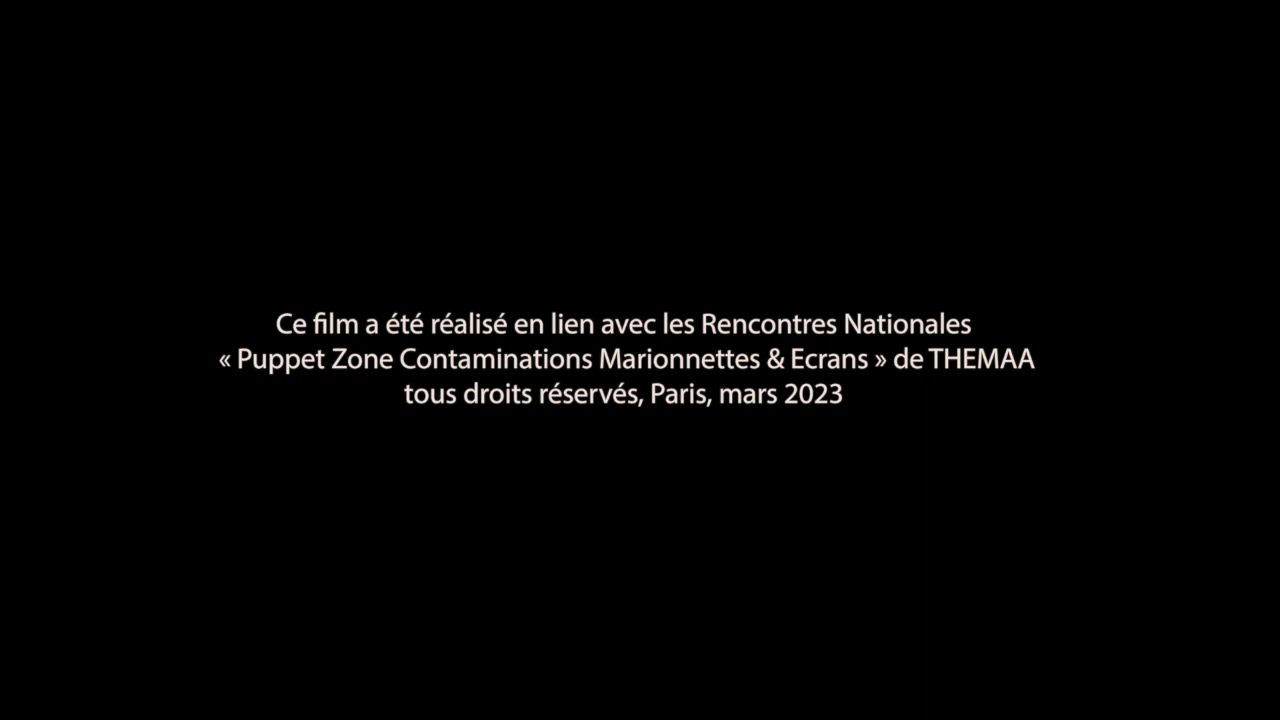 Ce film a été réalisé en lien avec les Rencontres Nationales
« Puppet Zone Contaminations Marionnettes & Ecrans » de THEMAA
tous droits réservés, Paris, mars 2023